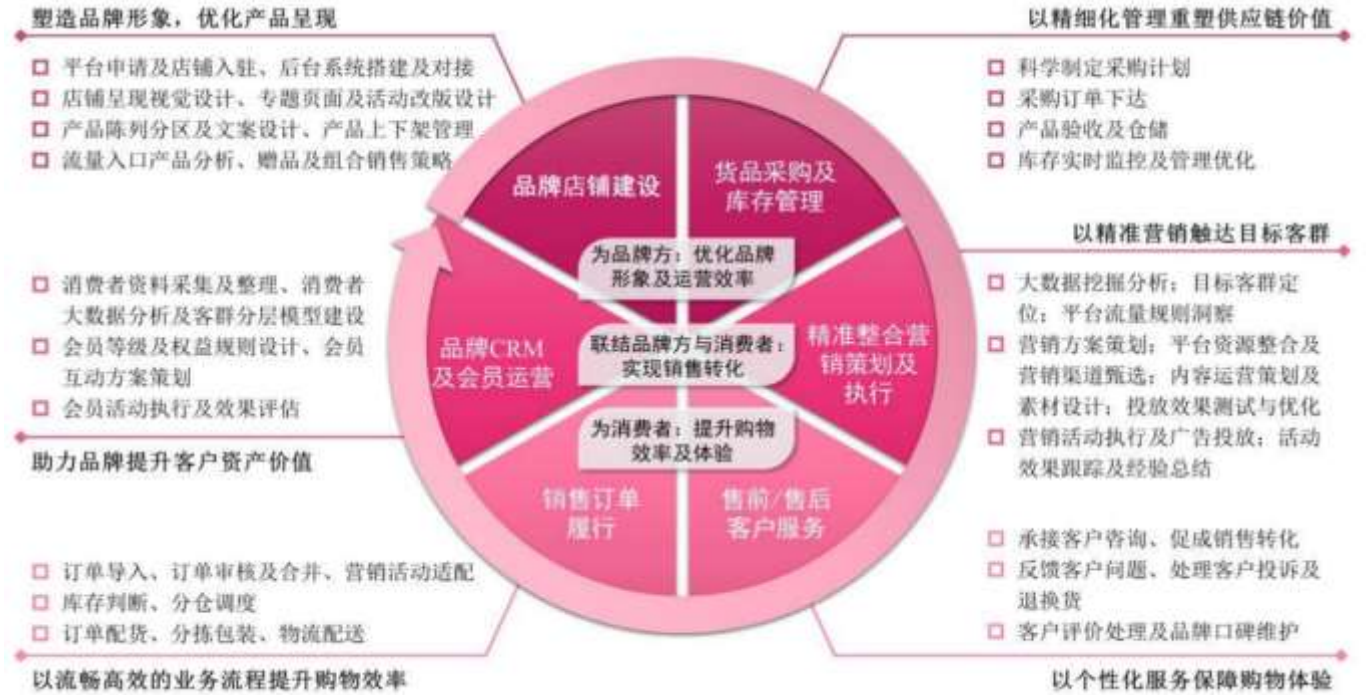 塑造品牌形象，优化产品呈现
平台申请及店铺入驻、后台系统搭建及对接
店铺呈现视觉设计、专题页面及活动改版设计
产品陈列分区及文案设计、产品上下架管理
流量入口产品分析、赠品及组合销售策略
以精细化管理重塑供应链价值
科学制定采购计划
采购订单下达
产品验收及仓储
库存实时监控及管理优化
以精准营销触达目标客群
大数据挖掘分析；目标客群定
位；平台流量规则洞察
营销方案策划；平台资源整合及
营销渠道甄选；内容运营策划及
素材设计；投放效果测试与优化
营销活动执行及广告投放；活动
效果跟踪及经验总结
承接客户咨询、促成销售转化
反馈客户问题、处理客户投诉及
退换货
客户评价处理及品牌口碑维护
以个性化服务保障购物体验
消费者资料采集及整理、消费者
大数据分析及客群分层模型建设
会员等级及权益规则设计、会员
互动方案策划
会员活动执行及效果评估
助力品牌提升客户资产价值
订单导入、订单审核及合并、营销活动适配
库存判断、分仓调度
订单配货、分拣包装、物流配送
以流畅高效的业务流程提升购物效率
品牌店铺建设
货品采购及
库存管理
为品牌方：优化品牌
形象及运营效率
品牌CRM
及会员运营
联结品牌方与消费者：
实现销售转化
精准整合营
销策划及
执行
为消费者：提升购物
效率及体验
销售订单
履行
售前/售后
客户服务